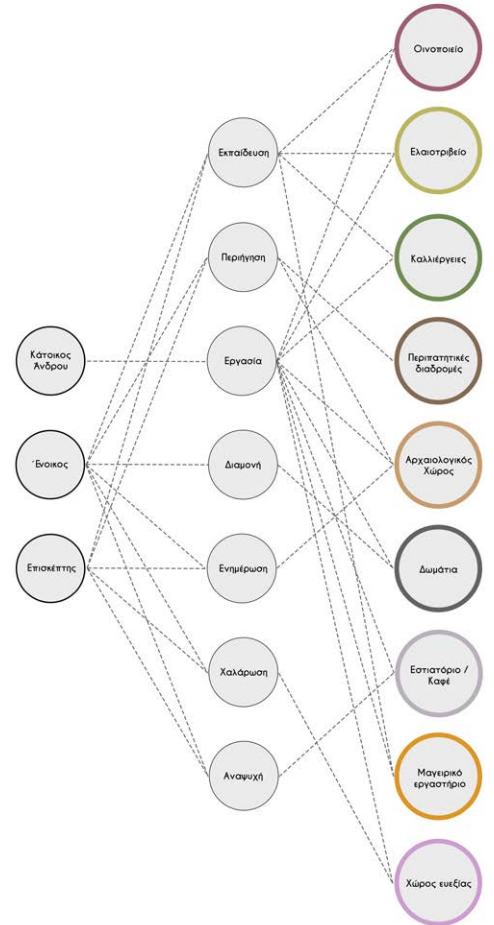 Κάτοικος
Άνδρου
Ένοικος
Επισκέπτης
Εκπαίδευση
Περιήγηση
Εργασία
Διαμονή
Ενημέρωση
Χαλάρωση
Αναψυχή
Οινοποιείο
Ελαιοτριβείο
Καλλιέργειες
Περιπατητικές
διαδρομές
Αρχαιολογικός
Χώρος
Δωμάτια
Εστιατόριο /
Καφέ
Μαγειρικό
εργαστήριο
Χώρος ευεξίας